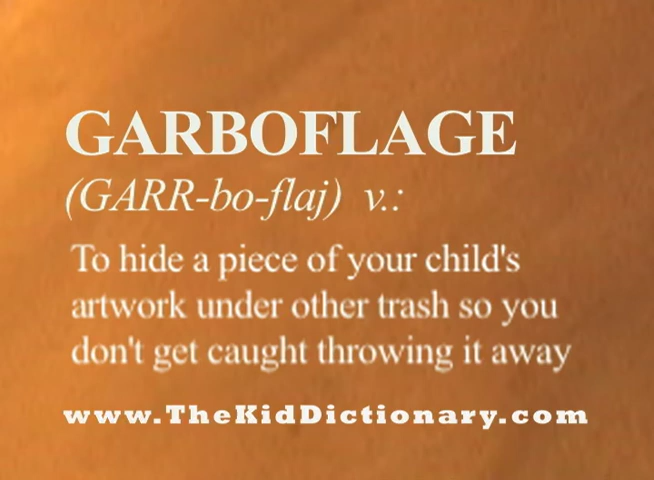 GARBOFLAGE
(GARR-bo-flaj) v.:
To hide a piece of your child's
artwork under other trash so you
don't get caught throwing it away
www.TheKidDictionary.com